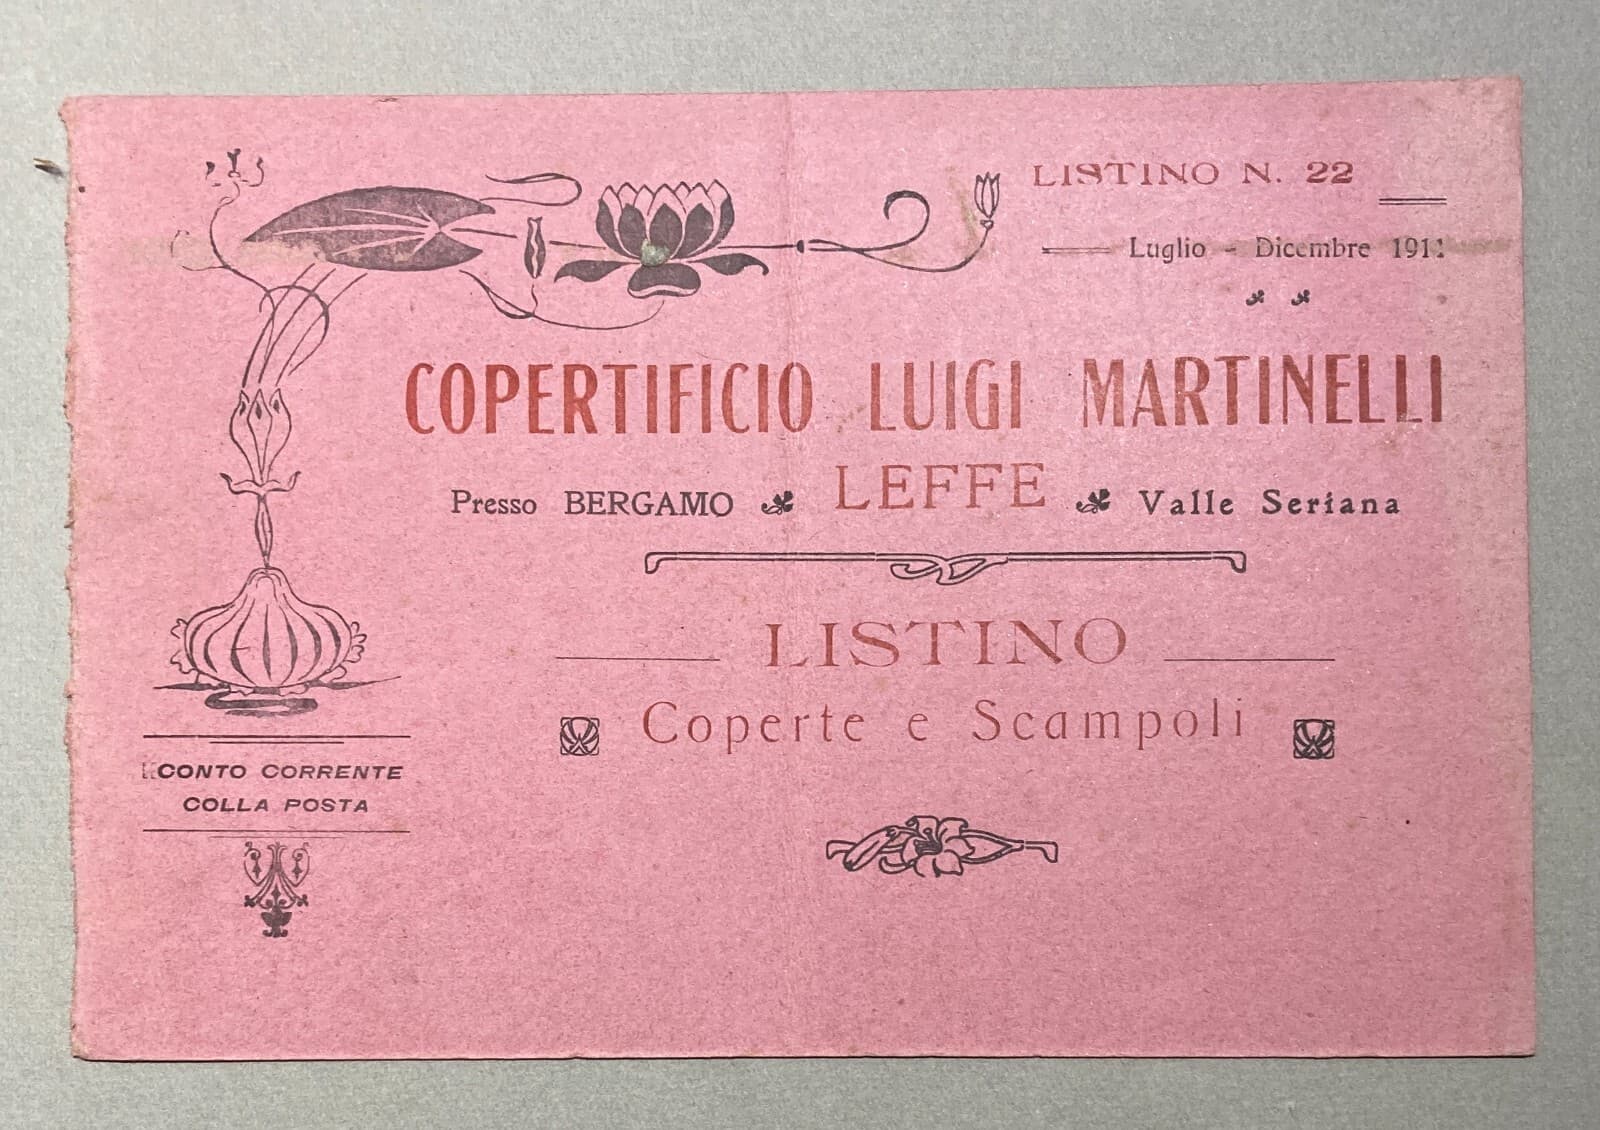 LISTINO N. 22
Luglio - Dicembre 1911
COPERTIFICIO LUIGI MARTINELLI
Presso BERGAMO LEFFE Valle Seriana
LISTINO
Coperte e Scampoli
CONTO CORRENTE
COLLA POSTA